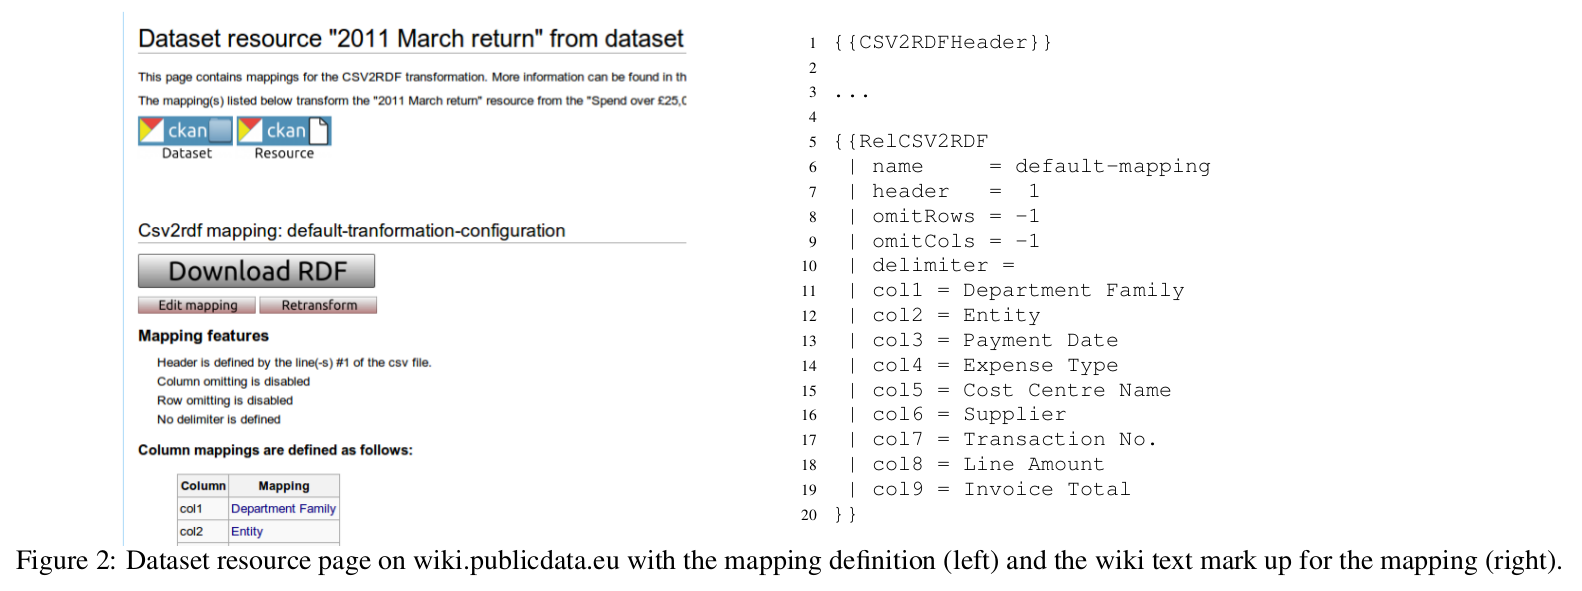 Dataset resource "2011 March return" from dataset
This page contains mappings for the CSV2RDF transformation. More information can be found in th
The mapping(s) listed below transform the "2011 March return" resource from the "Spend over £25,0
ckan ckan
Dataset Resource
Csv2rdf mapping: default-tranformation-configuration
Download RDF
Edit mapping Retransform
Mapping features
Header is defined by the line(-s) #1 of the csv file.
Column omitting is disabled
Row omitting is disabled
No delimiter is defined
Column mappings are defined as follows:
Column Mapping
col1 Department Family
col2 Entity
1 {{CSV2RDFHeader}}
2
3 ...
4
5 {{RelCSV2RDF
6 | name = default-mapping
7 | header = 1
8 | omitRows = -1
9 | omitCols = -1
10 | delimiter =
11 | col1 = Department Family
12 | col2 = Entity
13 | col3 = Payment Date
14 | col4 = Expense Type
15 | col5 = Cost Centre Name
16 | col6 = Supplier
17 | col7 = Transaction No.
18 | col8 = Line Amount
19 | col9 = Invoice Total
20 }}
Figure 2: Dataset resource page on wiki.publicdata.eu with the mapping definition (left) and the wiki text mark up for the mapping (right).